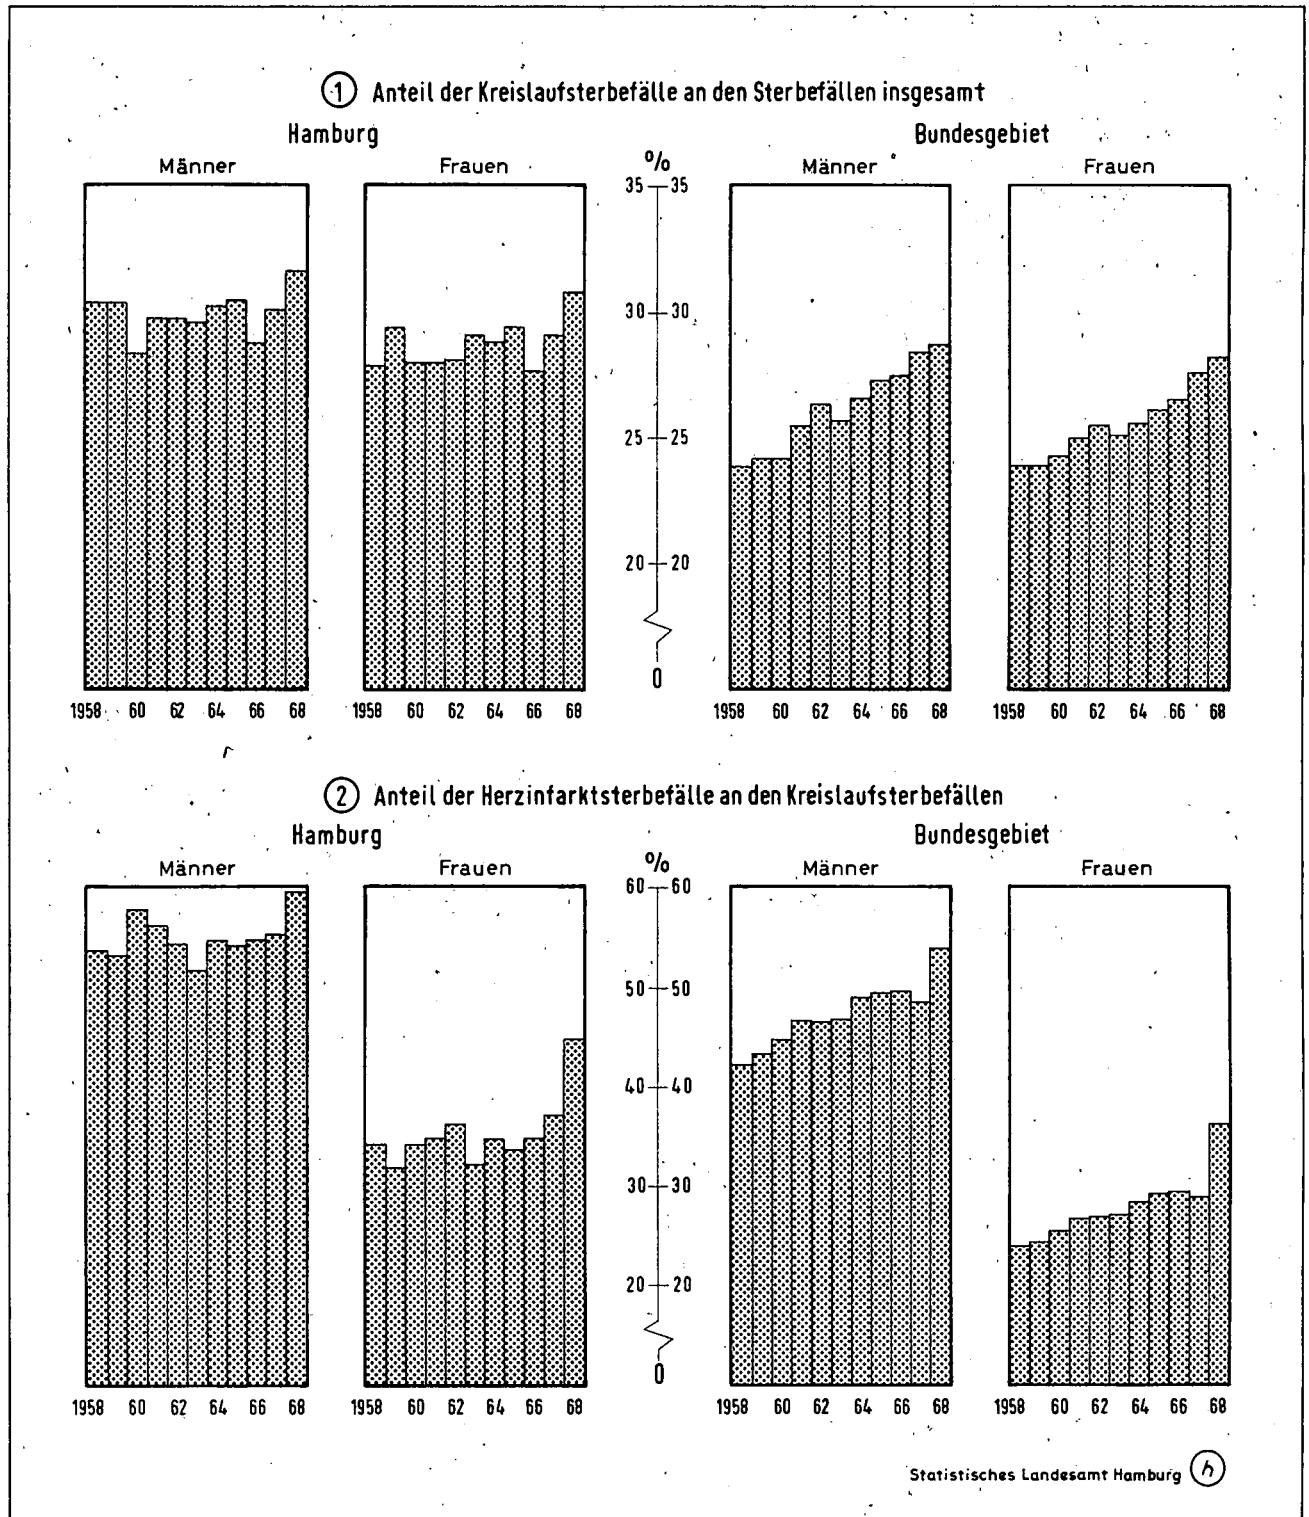 1 Anteil der Kreislaufsterbefälle an den Sterbefällen insgesamt
Hamburg Bundesgebiet
Männer Frauen % Männer Frauen
35 35
30 30
25 25
20 20
0
1958 60 62 64 66 68 1958 60 62 64 66 68 1958 60 62 64 66 68 1958 60 62 64 66 68
2 Anteil der Herzinfarktsterbefälle an den Kreislaufsterbefällen
Hamburg Bundesgebiet
Männer Frauen % Männer Frauen
60 60
50 50
40 40
30 30
20 20
0
1958 60 62 64 66 68 1958 60 62 64 66 68 1958 60 62 64 66 68 1958 60 62 64 66 68
Statistisches Landesamt Hamburg h